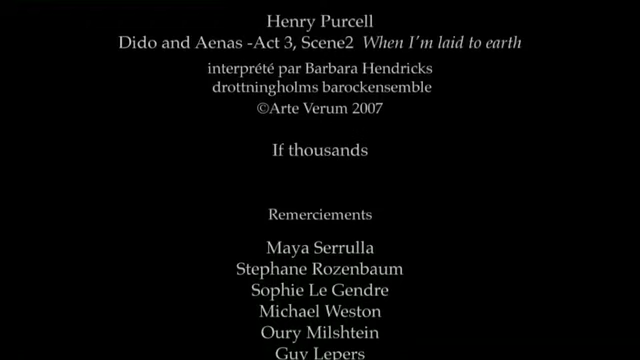 Henry Purcell
Dido and Aenas -Act 3, Scene2 When I'm laid to earth
interprété par Barbara Hendricks
drottningholms barockensemble
©Arte Verum 2007
If thousands
Remerciements
Maya Serrulla
Stephane Rozenbaum
Sophie Le Gendre
Michael Weston
Oury Milshtein
Guy Lepers